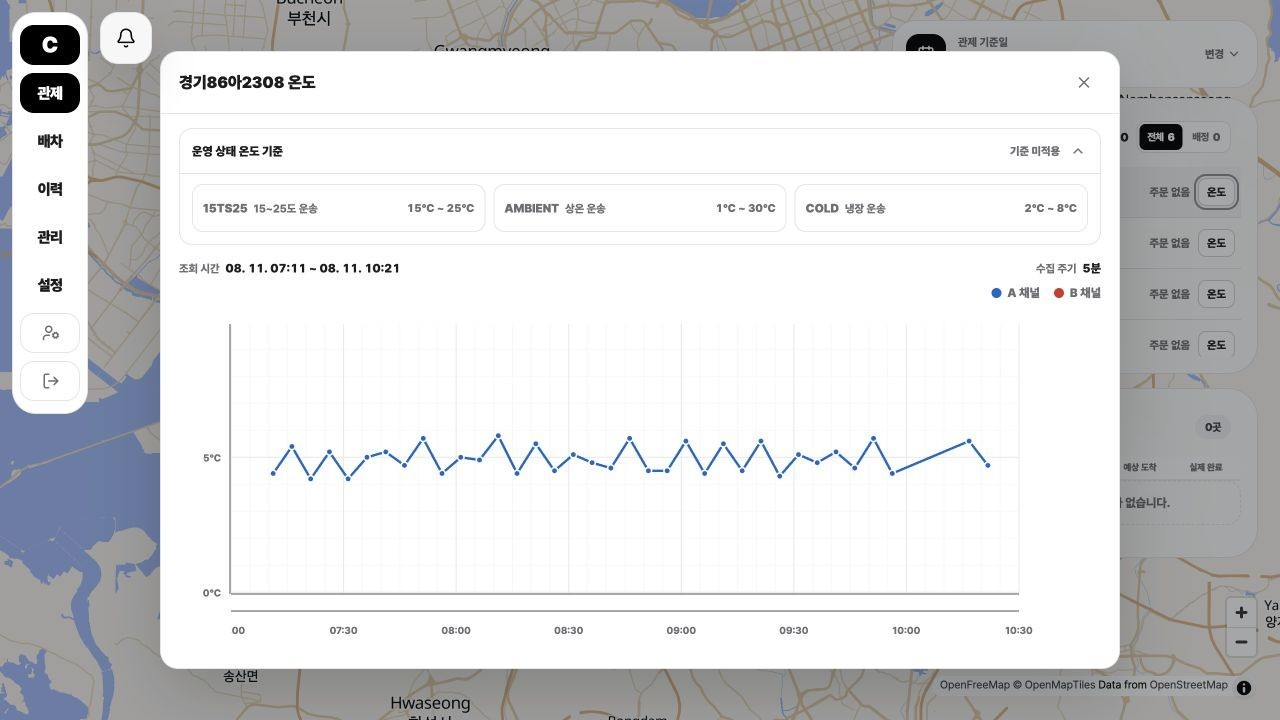 Bucheon
부천시
Gwangmyeong
C
관제
배차
이력
관리
설정
관제 기준일
변경
경기86아2308 온도
운영 상태 온도 기준
기준 미적용
15TS25 15~25도 운송 15°C ~ 25°C
AMBIENT 상온 운송 1°C ~ 30°C
COLD 냉장 운송 2°C ~ 8°C
조회 시간 08. 11. 07:11 ~ 08. 11. 10:21
수집 주기 5분
A 채널 B 채널
5°C
0°C
00 07:30 08:00 08:30 09:00 09:30 10:00 10:30
0 전체 6 배정 0
주문 없음 온도
주문 없음 온도
주문 없음 온도
주문 없음 온도
0곳
예상 도착 실제 완료
없습니다.
+
−
송산면
Hwaseong
OpenFreeMap © OpenMapTiles Data from OpenStreetMap